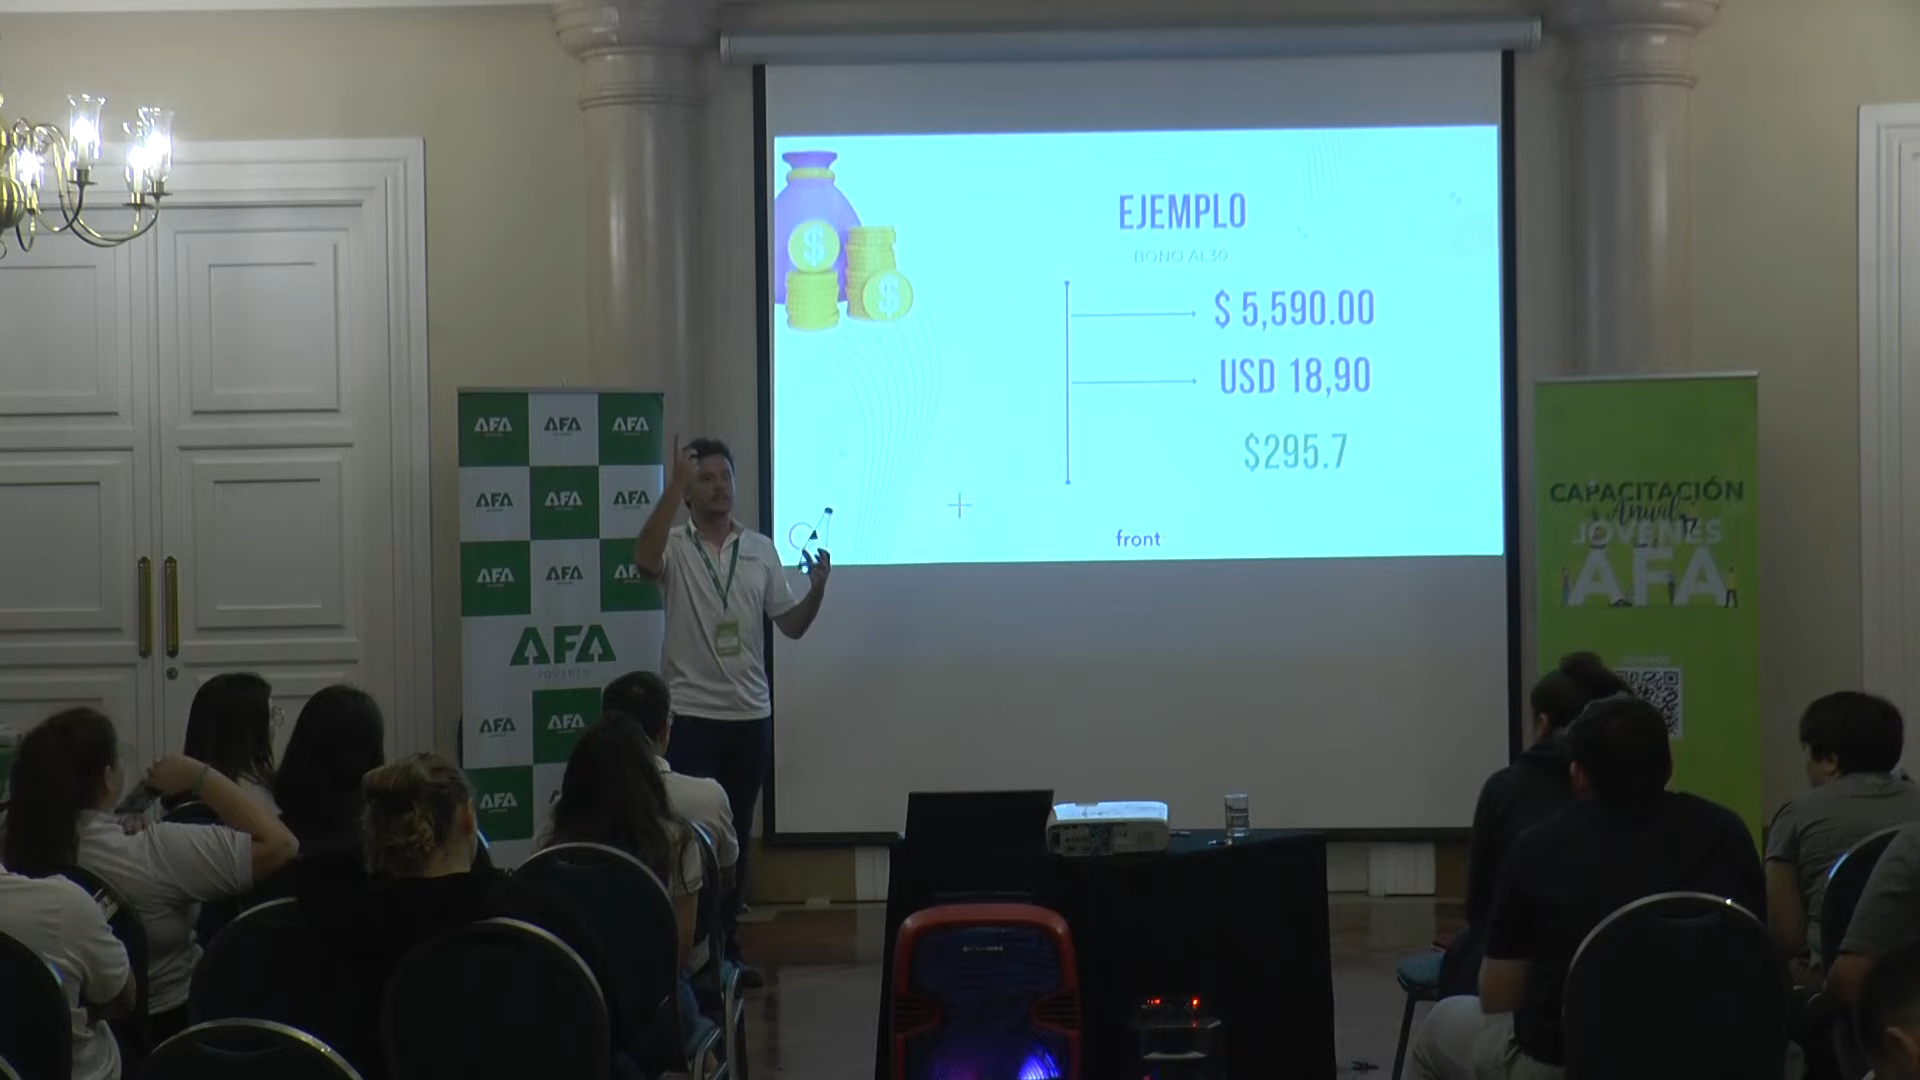 EJEMPLO
BONO AL30
$ 5,590.00
USD 18,90
$295.7
front
AFA AFA AFA
AFA AFA AFA
AFA AFA AF
AFA
JOVENES
AFA AFA
AFA
CAPACITACIÓN
Anual
JOVENES
AFA